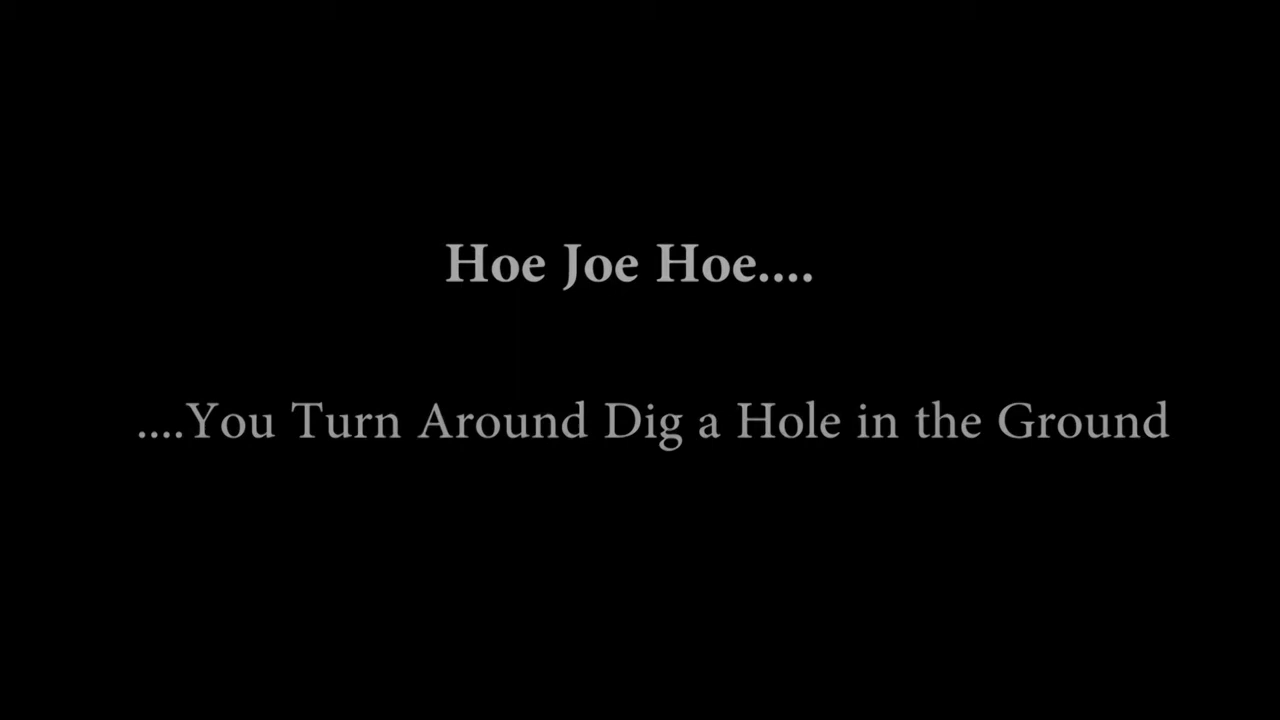 Hoe Joe Hoe....
....You Turn Around Dig a Hole in the Ground